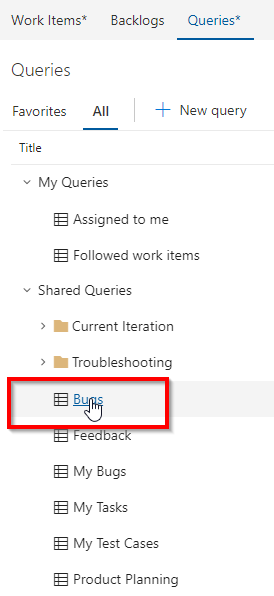 Work Items* Backlogs Queries*
Queries
Favorites All New query
Title
My Queries
Assigned to me
Followed work items
Shared Queries
Current Iteration
Troubleshooting
Bugs
Feedback
My Bugs
My Tasks
My Test Cases
Product Planning